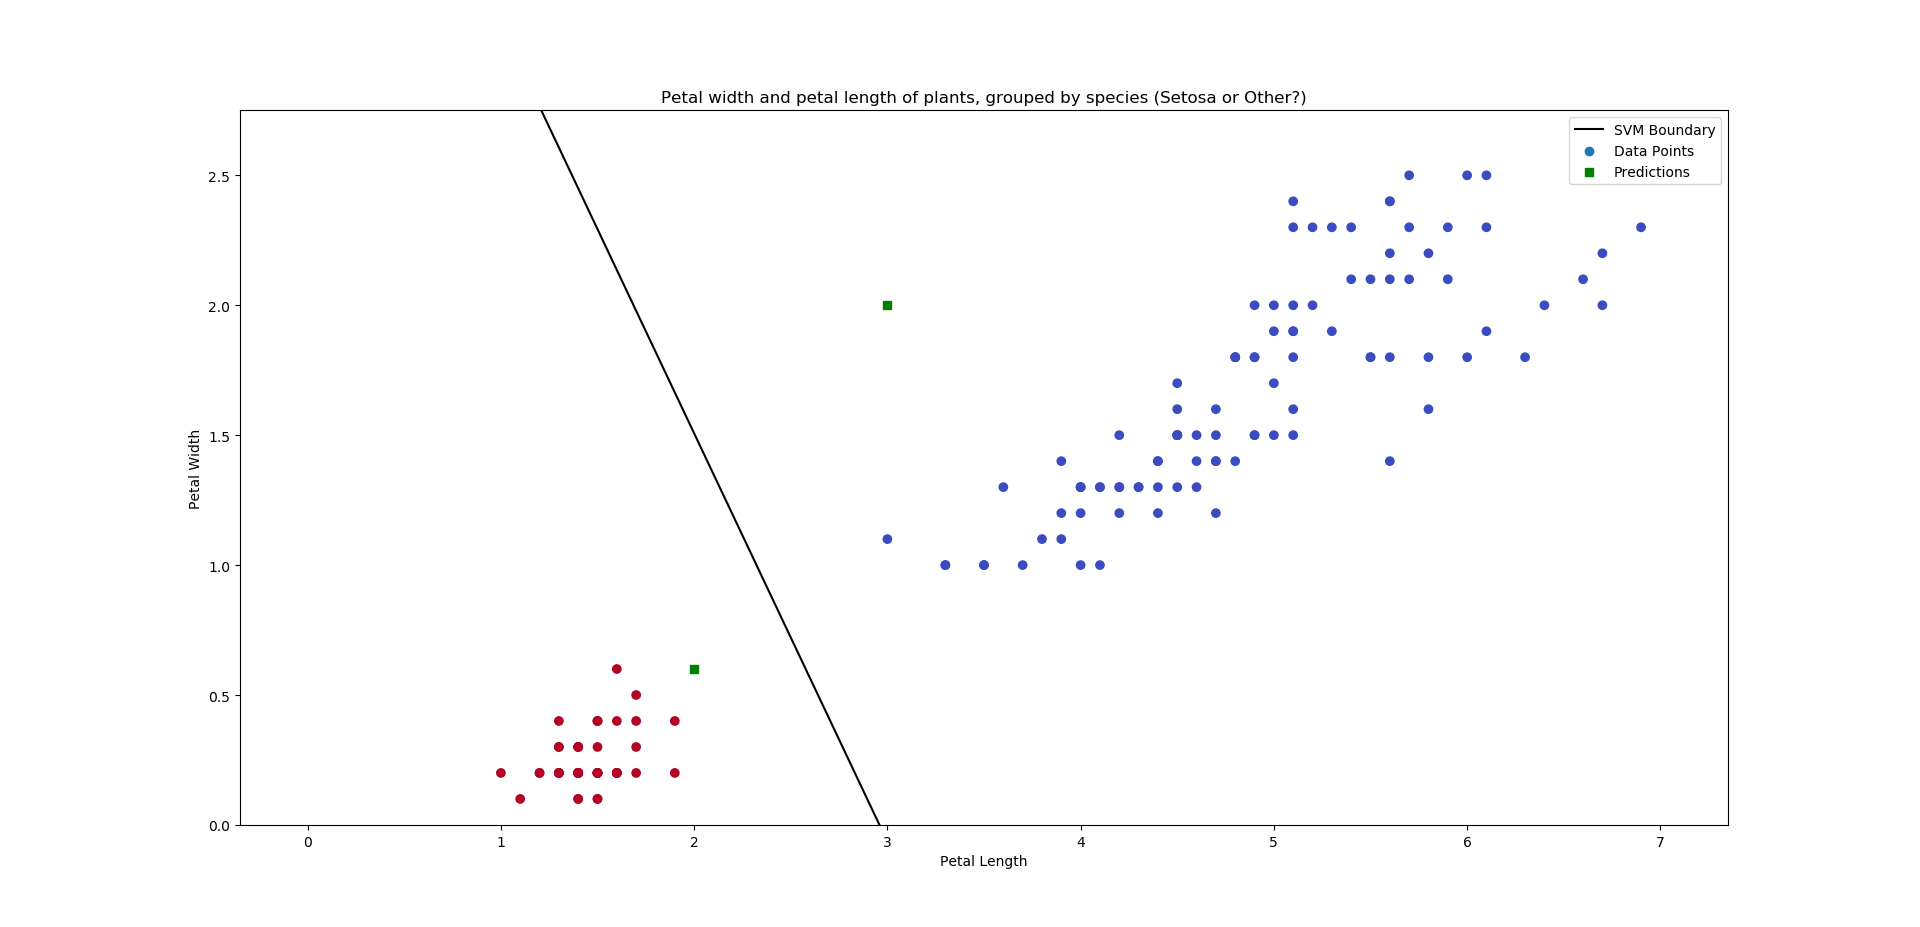 Petal width and petal length of plants, grouped by species (Setosa or Other?)
SVM Boundary
Data Points
Predictions
2.5
2.0
1.5
1.0
0.5
0.0
Petal Width
0 1 2 3 4 5 6 7
Petal Length